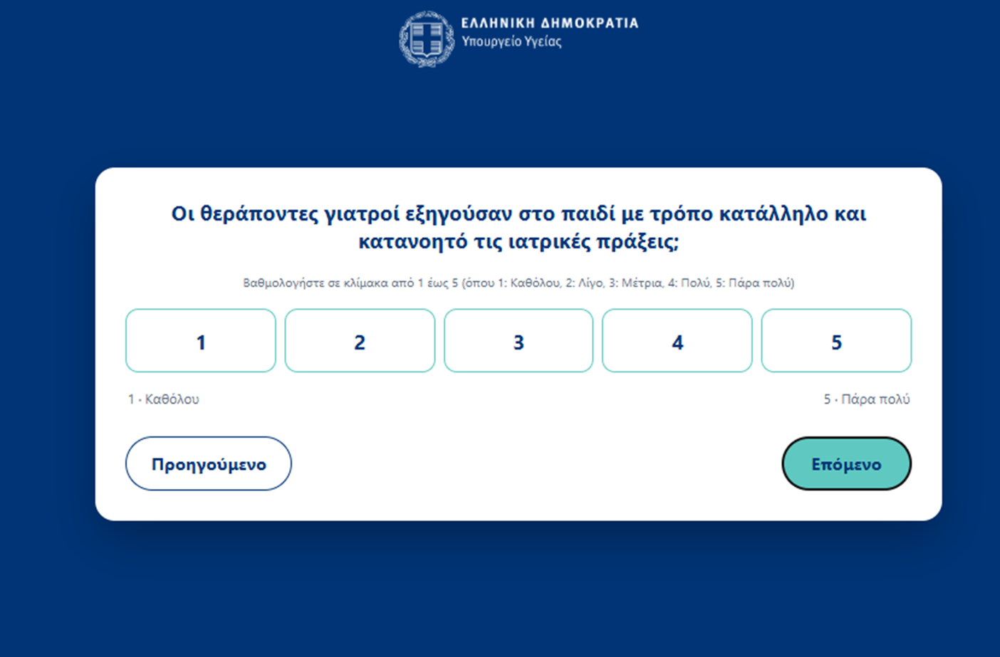 ΕΛΛΗΝΙΚΗ ΔΗΜΟΚΡΑΤΙΑ
Υπουργείο Υγείας
Οι θεράποντες γιατροί εξηγούσαν στο παιδί με τρόπο κατάλληλο και
κατανοητό τις ιατρικές πράξεις;
Βαθμολογήστε σε κλίμακα από 1 έως 5 (όπου 1: Καθόλου, 2: Λίγο, 3: Μέτρια, 4: Πολύ, 5: Πάρα πολύ)
1 2 3 4 5
1 · Καθόλου 5 · Πάρα πολύ
Προηγούμενο Επόμενο